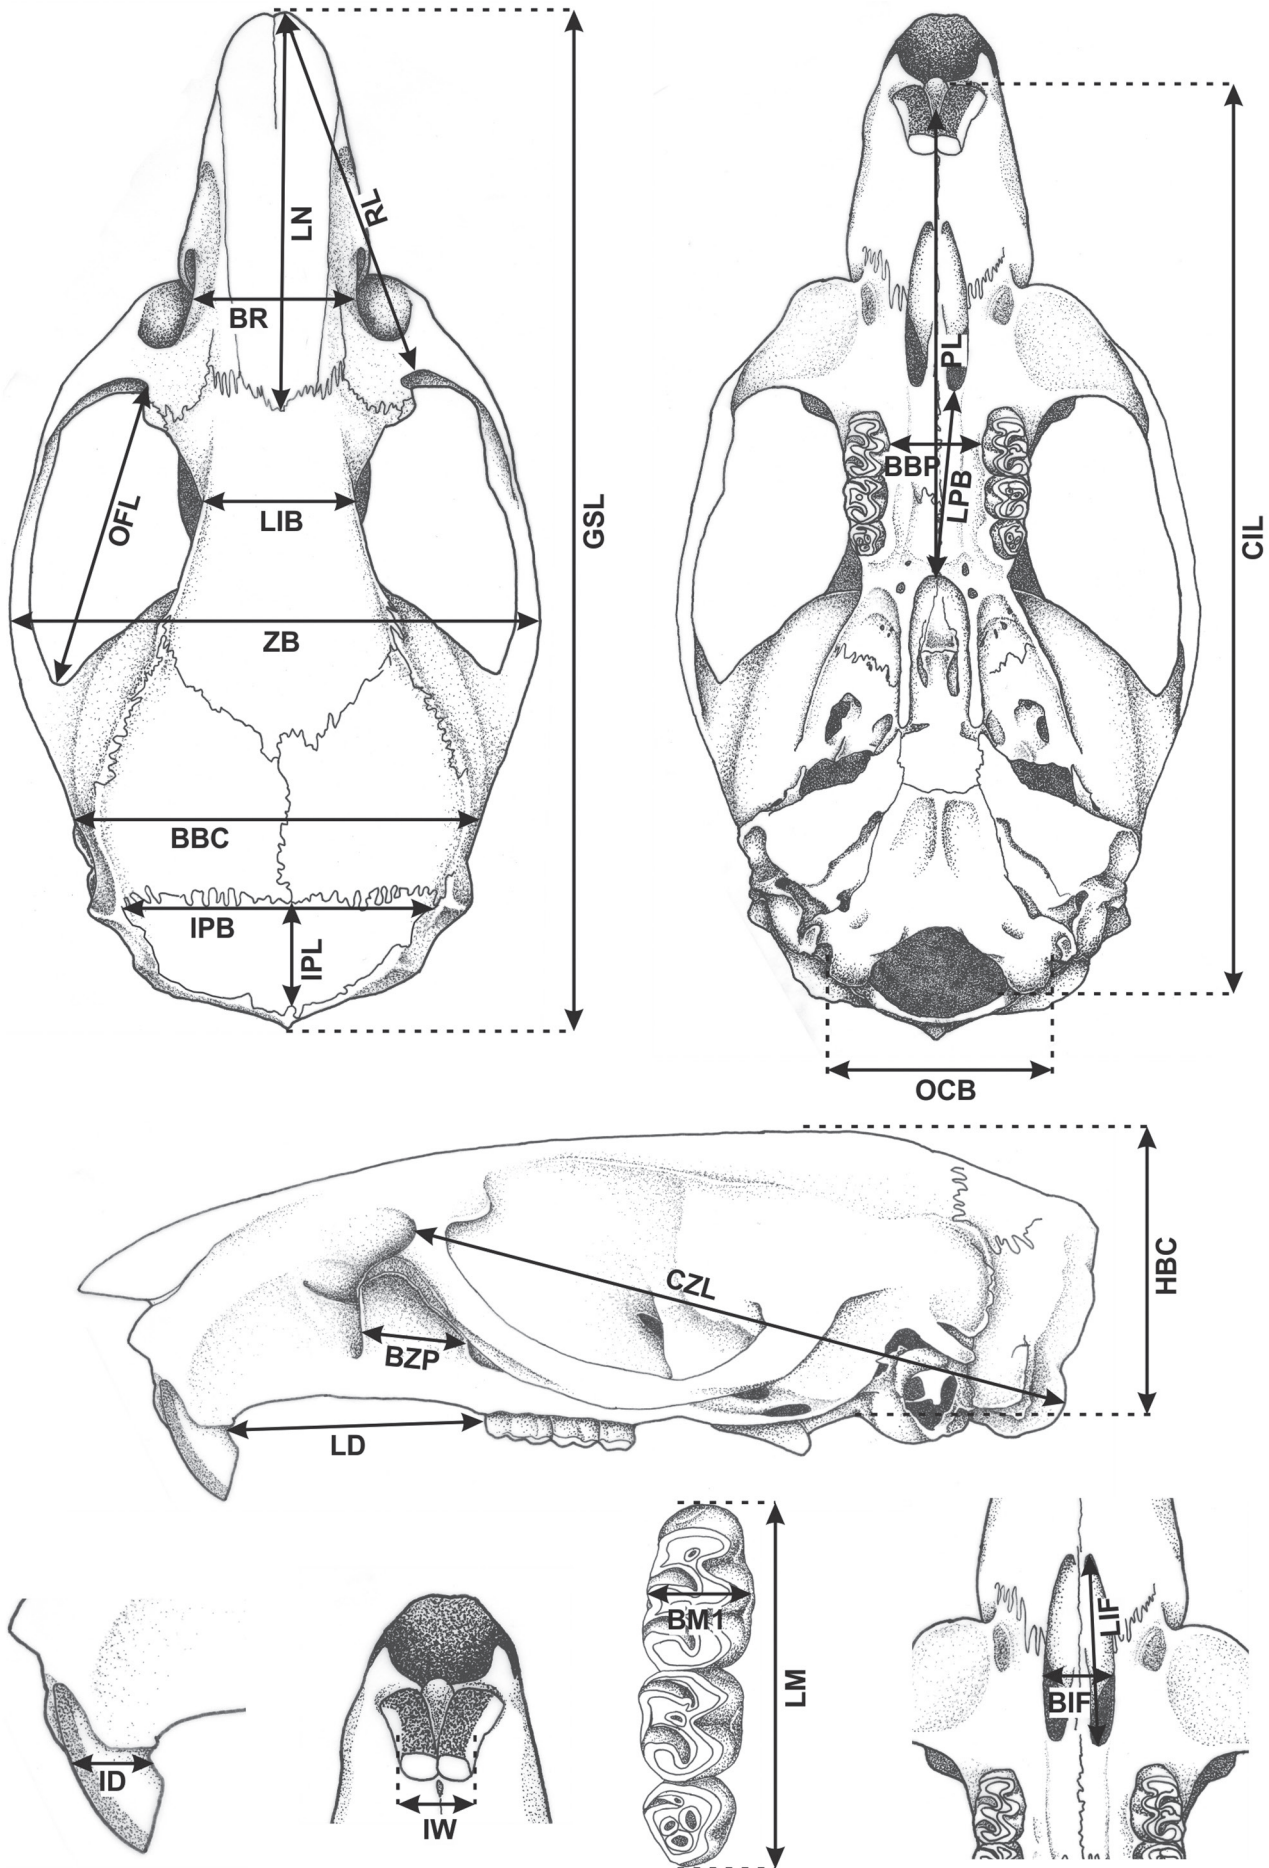 LN
RL
BR
OFL
LIB
GSL
ZB
BBC
IPB
IPL
PL
BBP
LPB
CIL
OCB
CZL
HBC
BZP
LD
ID
IW
BM1
LM
LIF
BIF